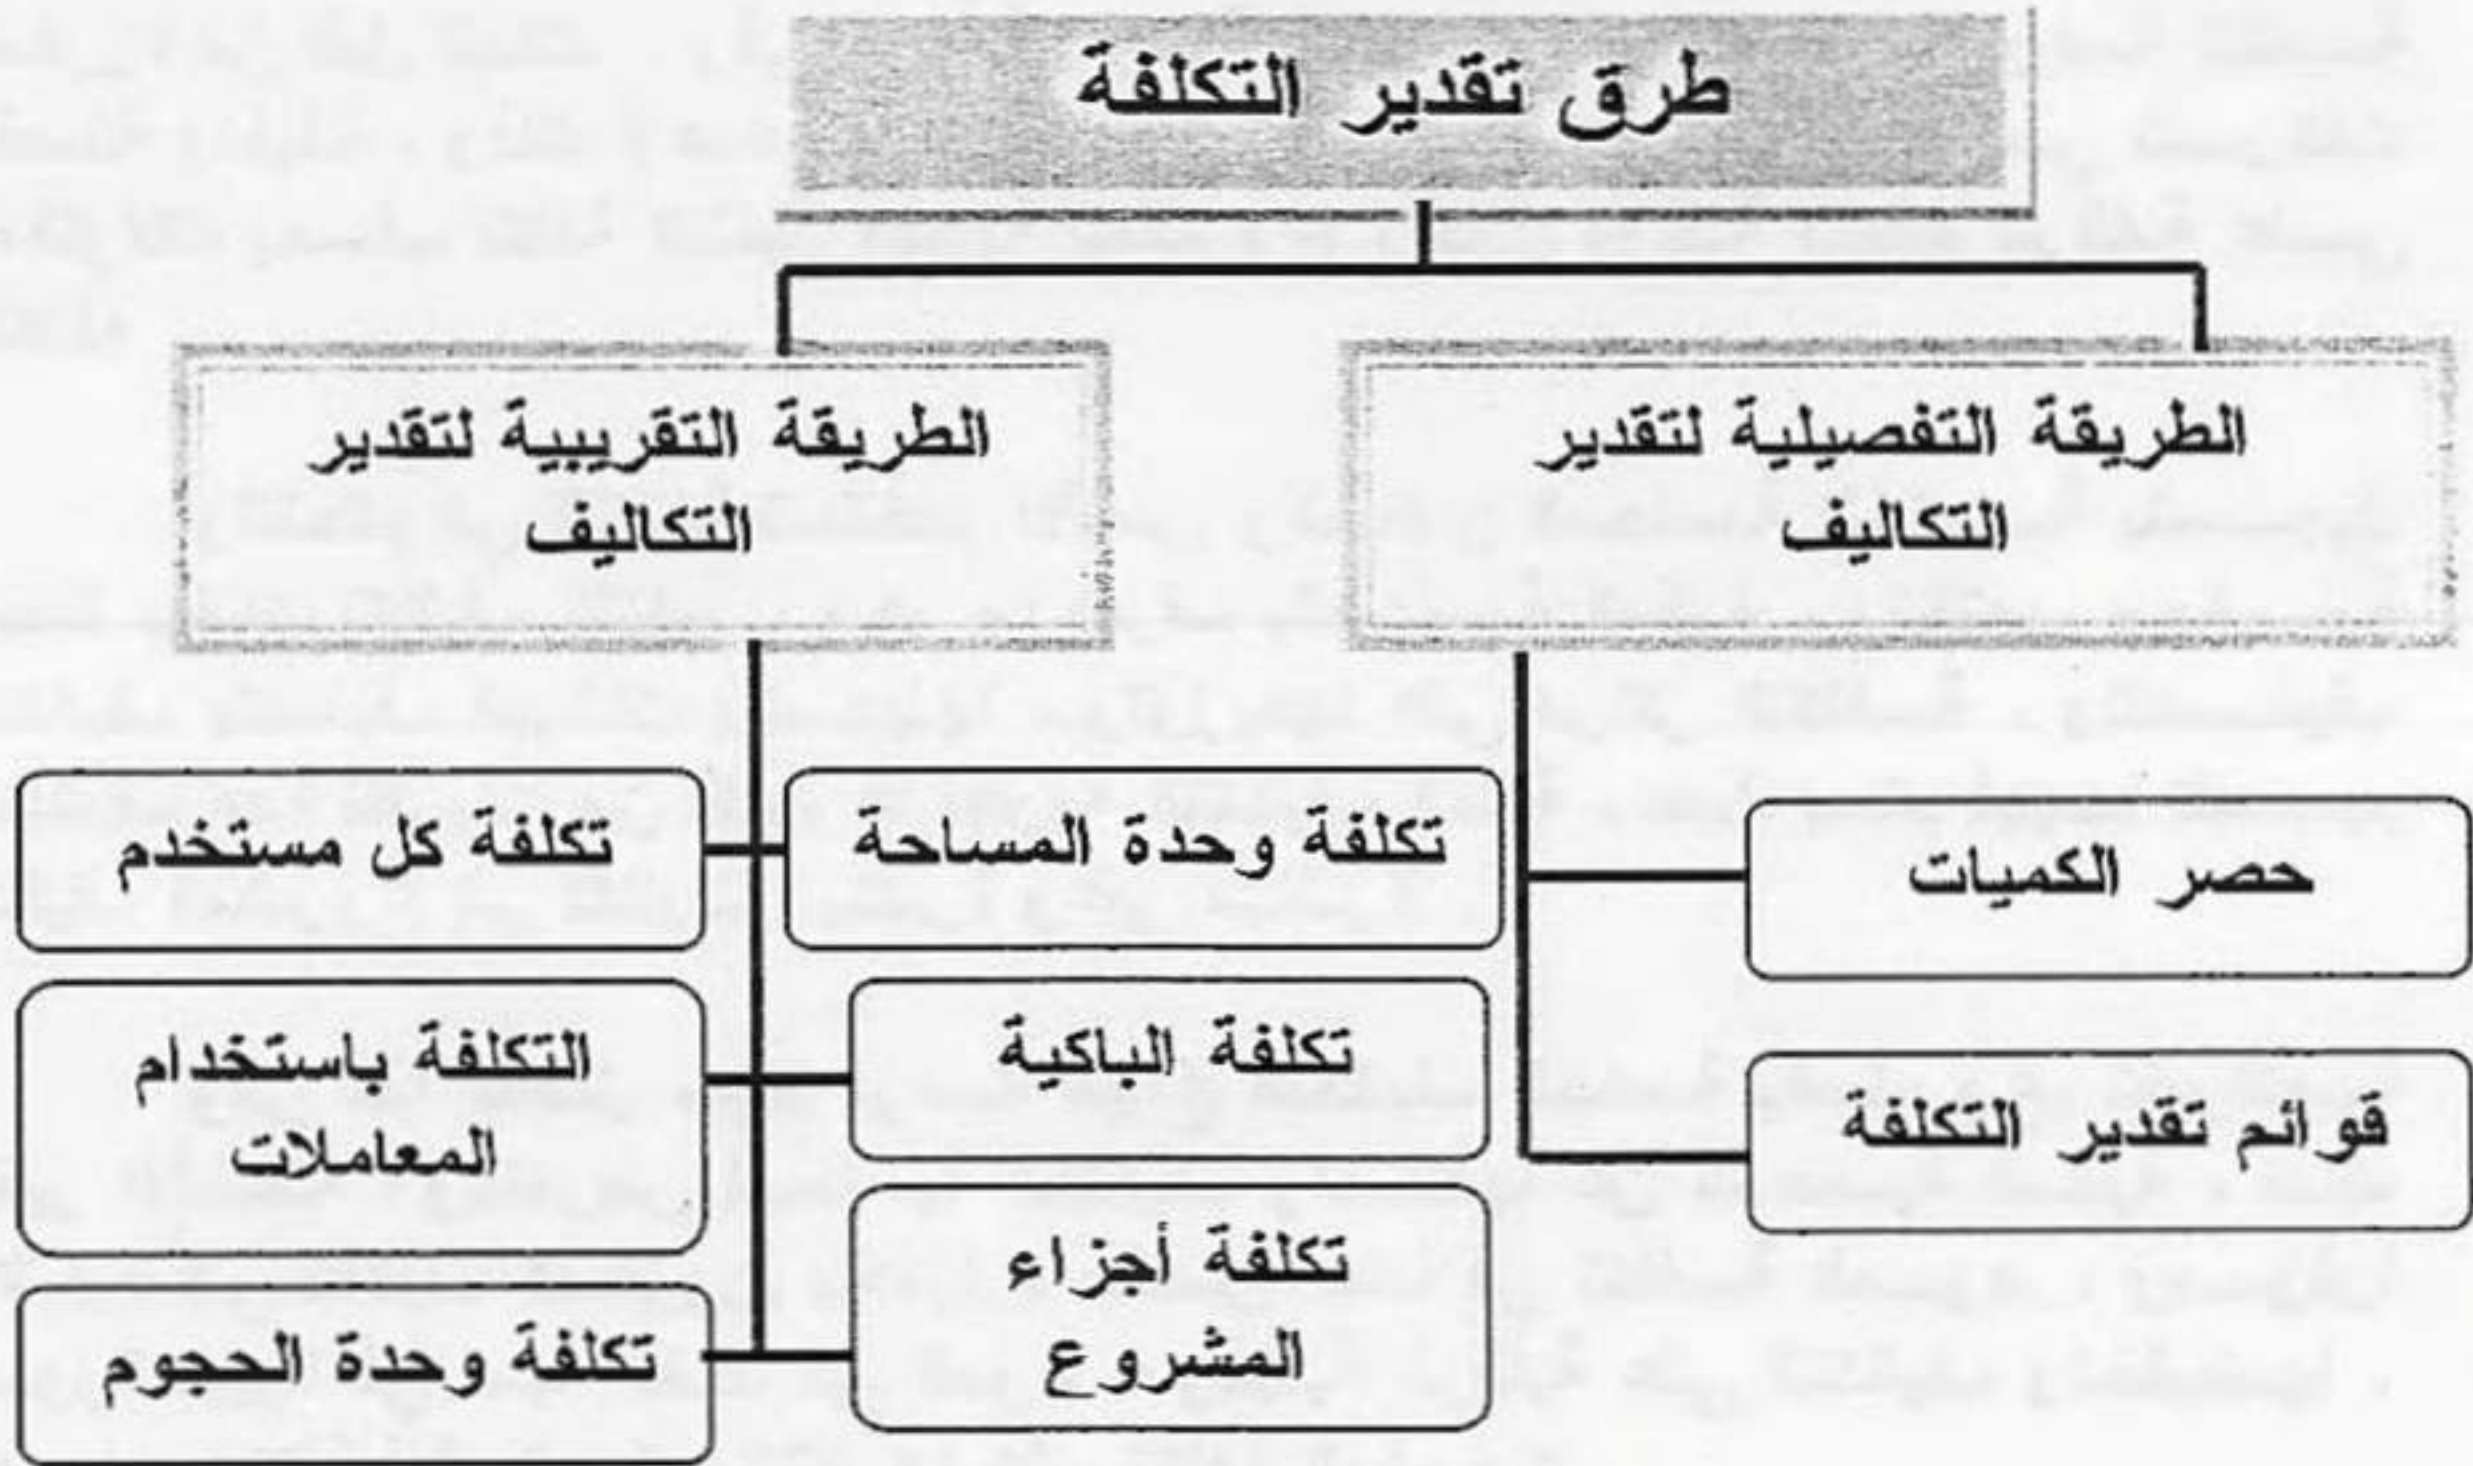 طرق تقدير التكلفة
الطريقة التفصيلية لتقدير
التكاليف
الطريقة التقريبية لتقدير
التكاليف
حصر الكميات
قوائم تقدير التكلفة
تكلفة وحدة المساحة
تكلفة كل مستخدم
تكلفة الباكية
التكلفة باستخدام
المعاملات
تكلفة أجزاء
المشروع
تكلفة وحدة الحجوم